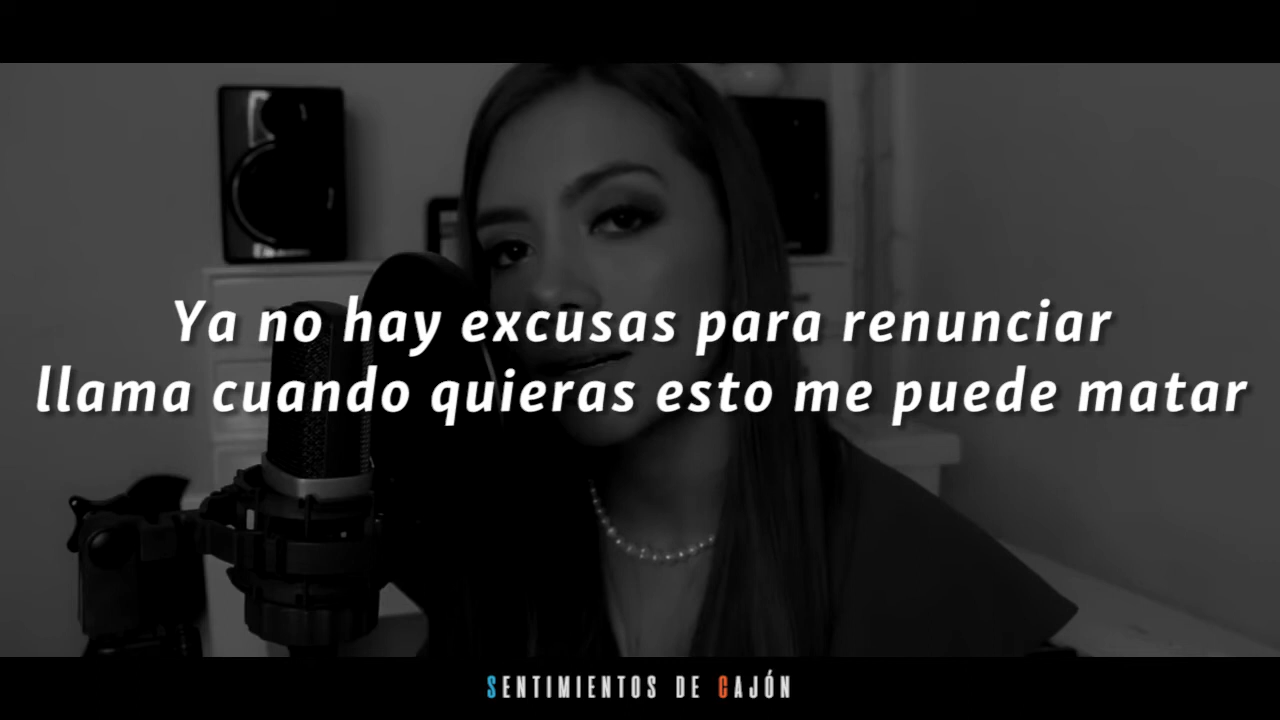 Ya no hay excusas para renunciar
llama cuando quieras esto me puede matar
SENTIMIENTOS DE CAJÓN